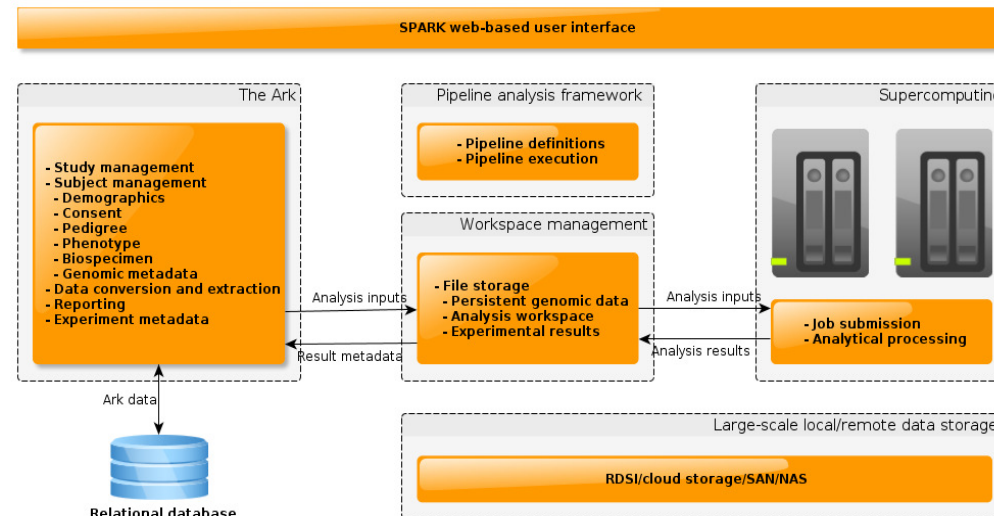 SPARK web-based user interface
The Ark
- Study management
- Subject management
- Demographics
- Consent
- Pedigree
- Phenotype
- Biospecimen
- Genomic metadata
- Data conversion and extraction
- Reporting
- Experiment metadata
Analysis inputs
Result metadata
Ark data
Relational database
Pipeline analysis framework
- Pipeline definitions
- Pipeline execution
Workspace management
- File storage
- Persistent genomic data
- Analysis workspace
- Experimental results
Analysis inputs
Analysis results
Supercomputing
- Job submission
- Analytical processing
Large-scale local/remote data storage
RDSI/cloud storage/SAN/NAS